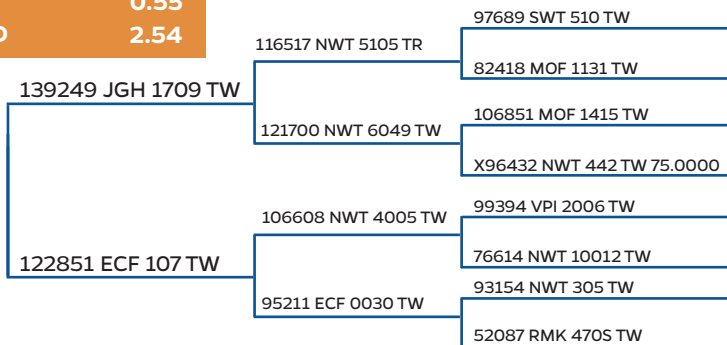 0.55
2.54
97689 SWT 510 TW
116517 NWT 5105 TR
82418 MOF 1131 TW
139249 JGH 1709 TW
106851 MOF 1415 TW
121700 NWT 6049 TW
X96432 NWT 442 TW 75.0000
99394 VPI 2006 TW
106608 NWT 4005 TW
76614 NWT 10012 TW
122851 ECF 107 TW
93154 NWT 305 TW
95211 ECF 0030 TW
52087 RMK 470S TW